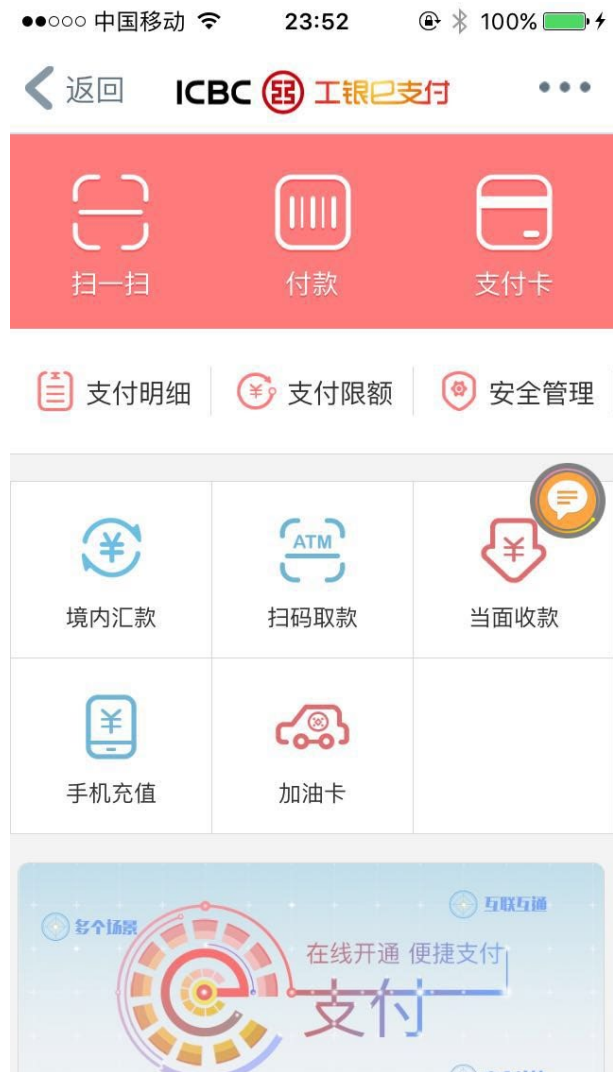 中国移动 23:52 100%
返回 ICBC 工银e支付
扫一扫 付款 支付卡
支付明细 支付限额 安全管理
境内汇款 扫码取款 当面收款
ATM
手机充值 加油卡
多个场景 互联互通
在线开通 便捷支付
e支付